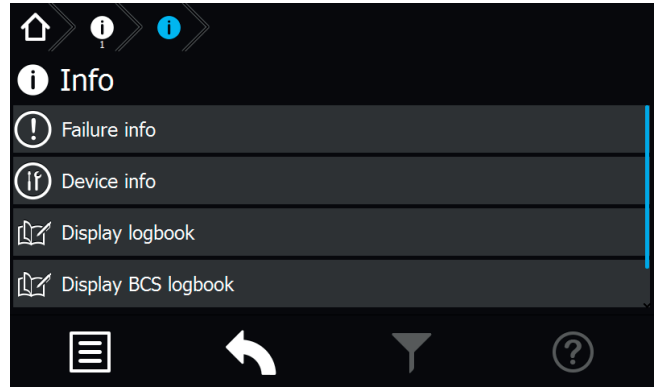 1
Info
Failure info
Device info
Display logbook
Display BCS logbook